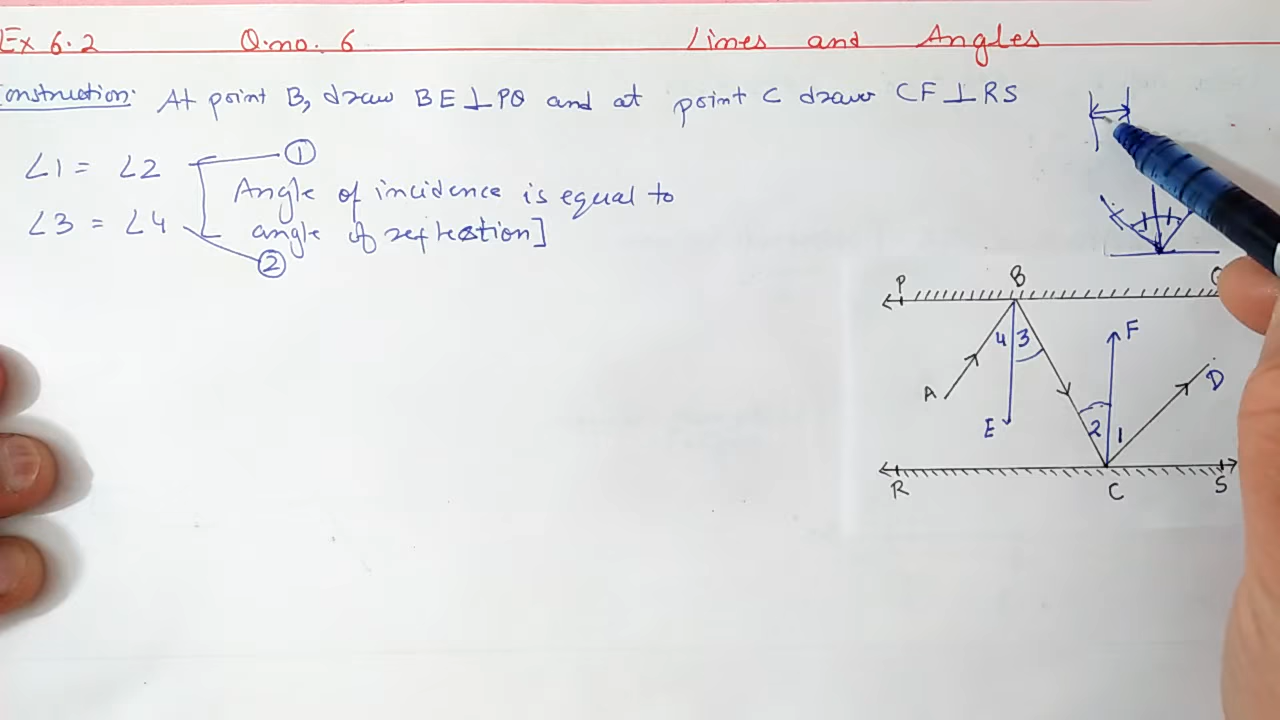 Ex 6.2 Q.no. 6 Lines and Angles
Construction: At point B, draw BE⊥PQ and at point C draw CF⊥RS
∠1 = ∠2 ①
Angle of incidence is equal to
∠3 = ∠4 angle of reflection]
②
P B Q
4 3 F
A D
E 2 1
R C S